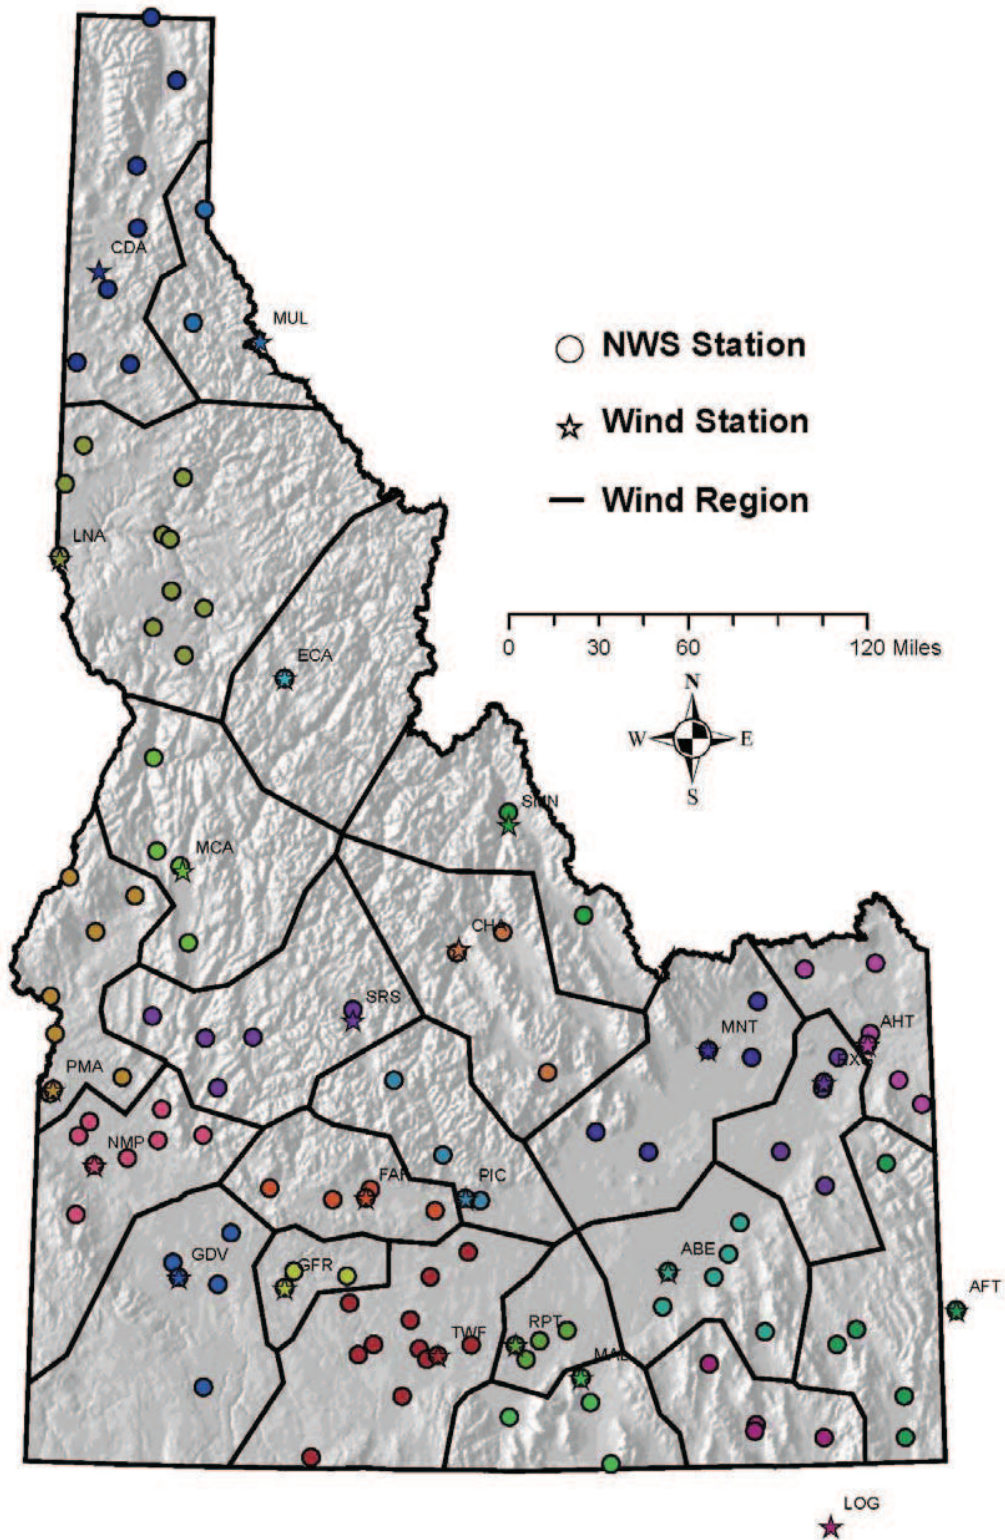 CDA
MUL
NWS Station
Wind Station
Wind Region
LNA
0 30 60 120 Miles
ECA
N
W E
S
SMN
MCA
CHA
SRS
MNT
AHT
RXG
PMA
NMP
FAF
PIC
GDV
GFR
ABE
AFT
TWF
RPT
LOG